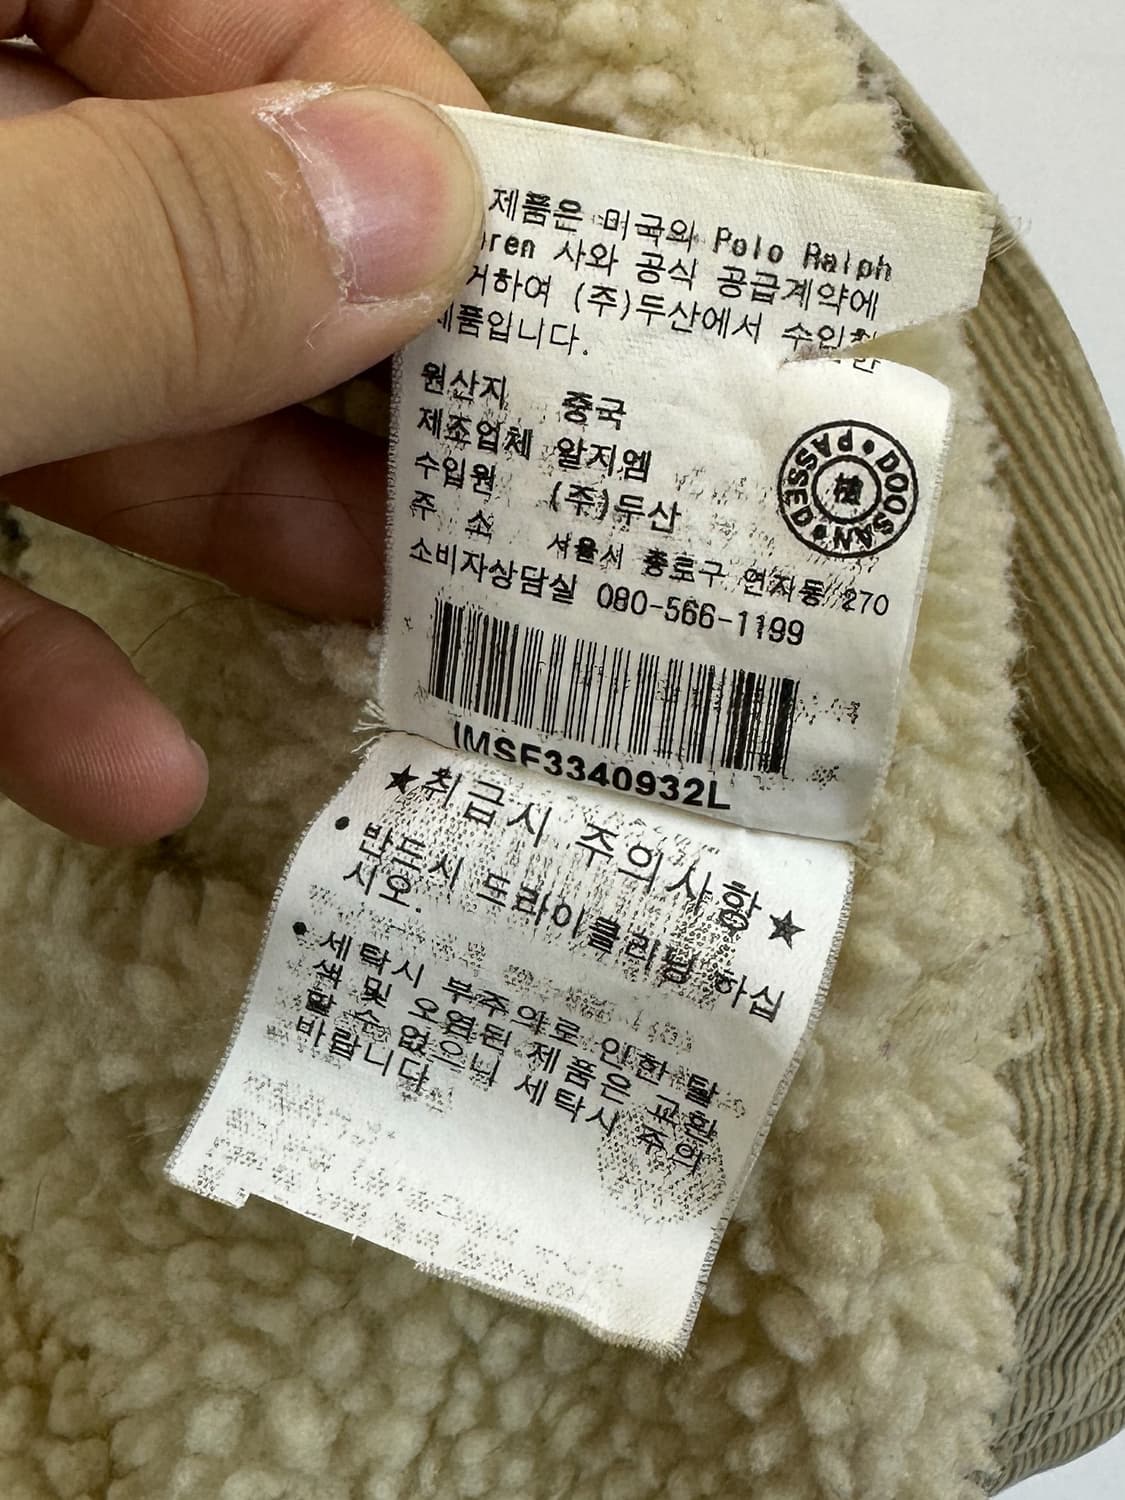 제품은 미국의 Polo Ralph
ren 사와 공식 공급계약에
거하여 (주)두산에서 수입한
제품입니다.
원산지 중국
제조업체 왈지엠
수입원 (주)두산
주 소 서울시 종로구 연지동 270
소비자상담실 080-566-1199
DOOSAN • PASSED •
檢
IMSF3340932L
★취급시 주의사항★
• 반드시 드라이클리닝 하십
시오.
• 세탁시 부주의로 인한 탈
색 및 오염된 제품은 교환
할 수 없으니 세탁시 주의
바랍니다.